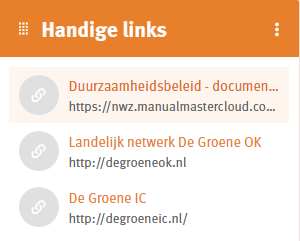 Handige links
Duurzaamheidsbeleid - documen...
https://nwz.manualmastercloud.co...
Landelijk netwerk De Groene OK
http://degroeneok.nl
De Groene IC
http://degroeneic.nl/